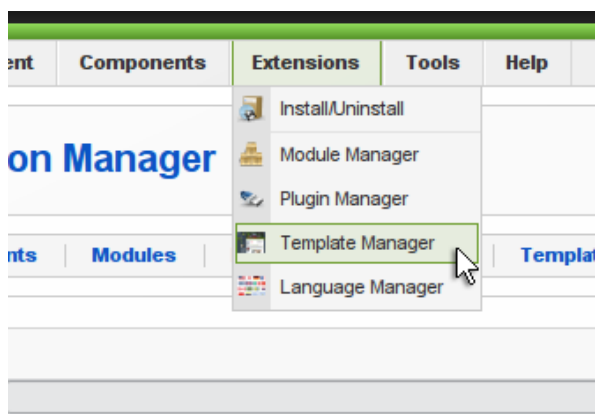 ent Components Extensions Tools Help
Install/Uninstall
on Manager
Module Manager
Plugin Manager
nts Modules Template Manager Templat
Language Manager